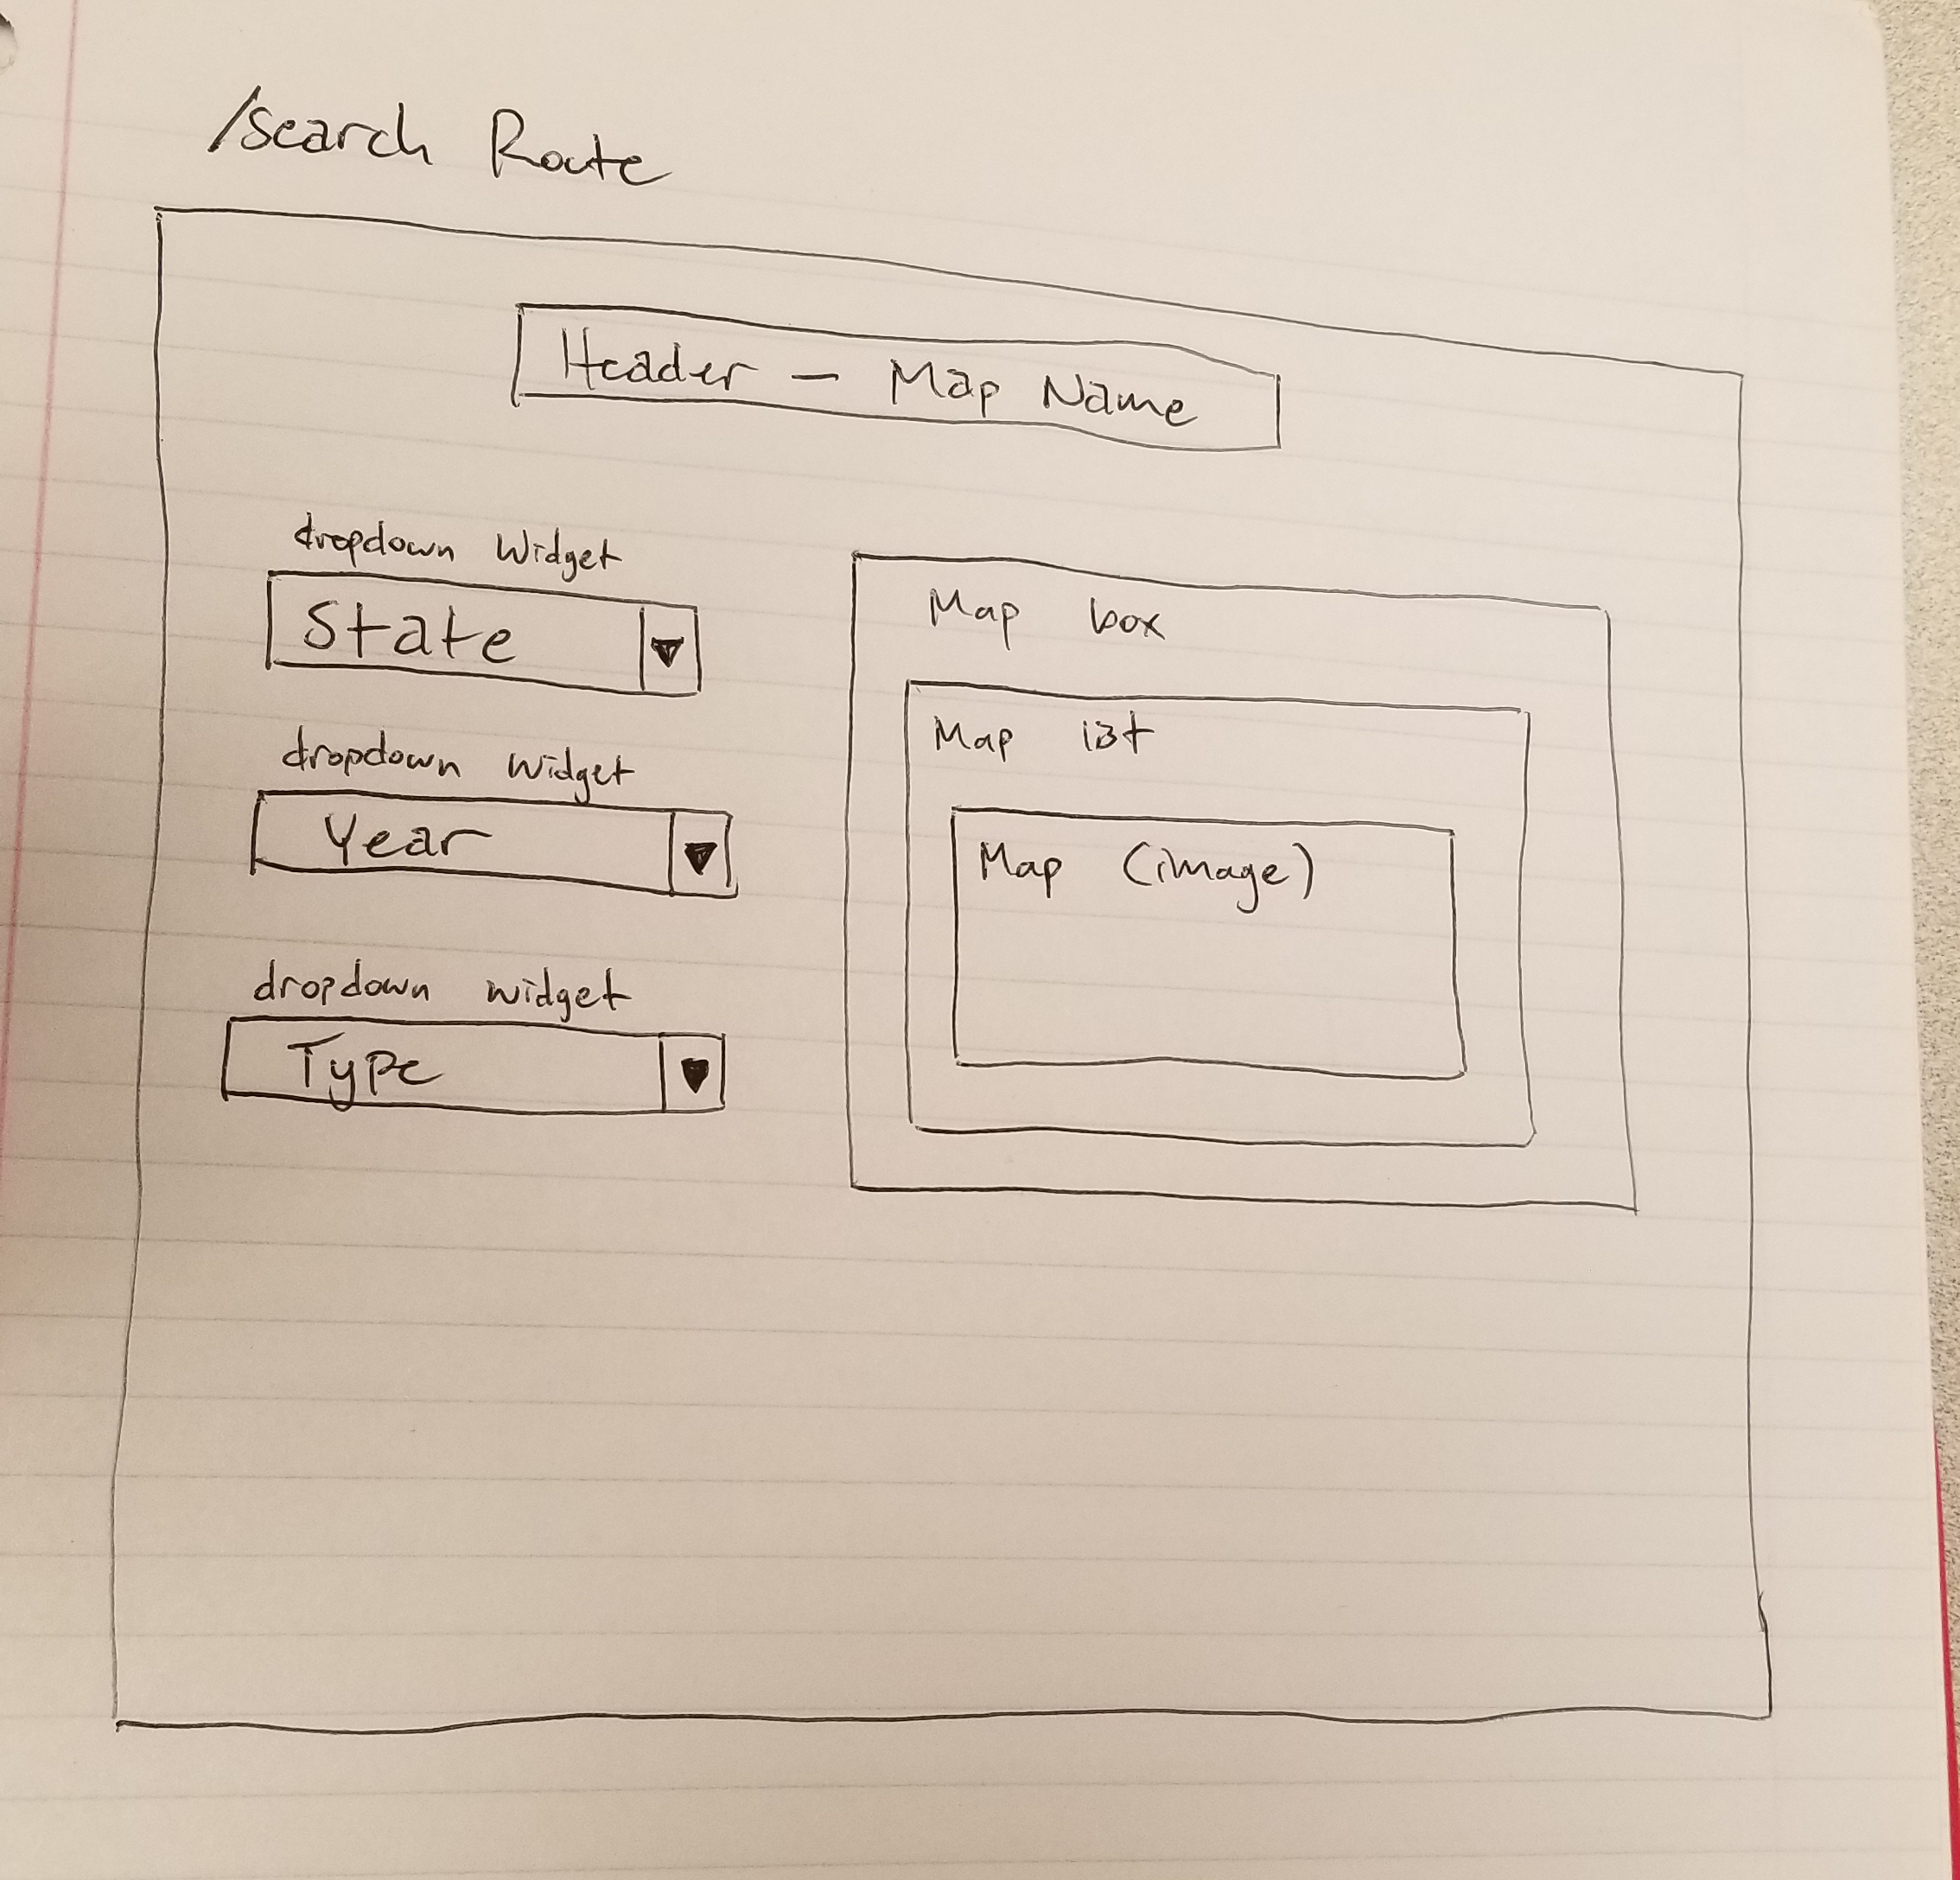 /search Route
Header – Map Name
dropdown Widget
State
dropdown Widget
Year
dropdown widget
Type
Map box
Map list
Map (image)